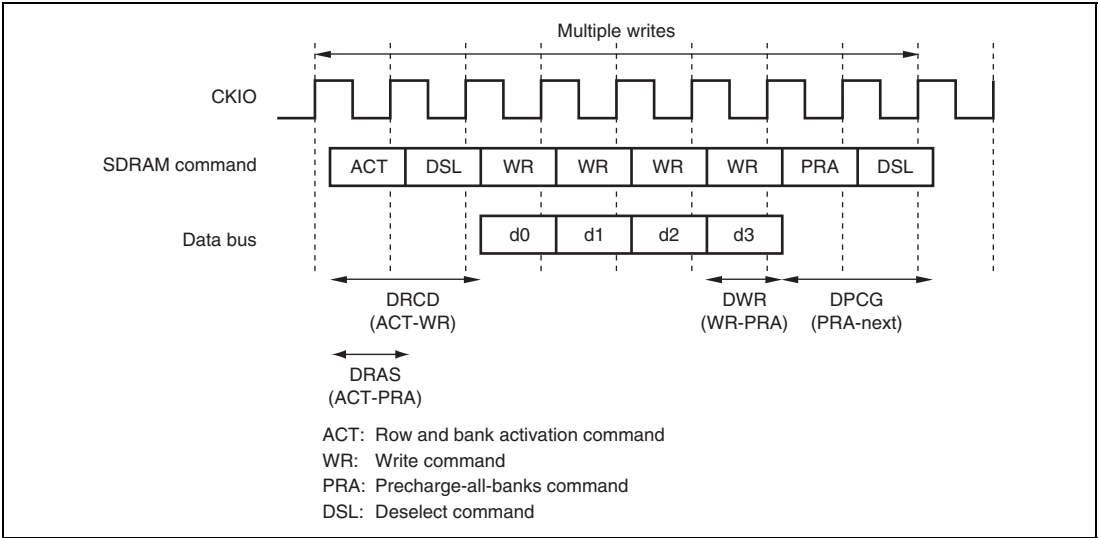 Multiple writes
CKIO
SDRAM command
ACT DSL WR WR WR WR PRA DSL
Data bus
d0 d1 d2 d3
DRCD
(ACT-WR)
DWR
(WR-PRA)
DPCG
(PRA-next)
DRAS
(ACT-PRA)
ACT: Row and bank activation command
WR: Write command
PRA: Precharge-all-banks command
DSL: Deselect command